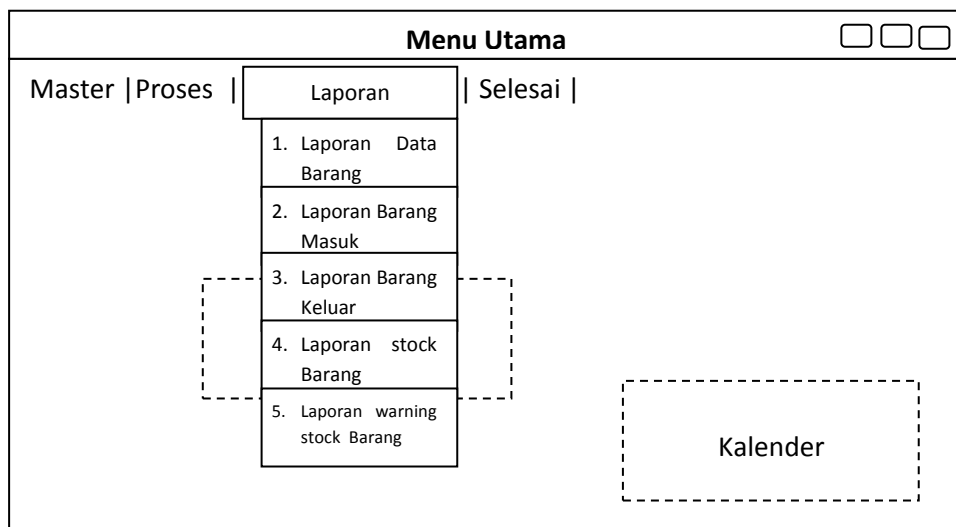 Menu Utama
Master |Proses | Laporan | Selesai |
1. Laporan Data
Barang
2. Laporan Barang
Masuk
3. Laporan Barang
Keluar
4. Laporan stock
Barang
5. Laporan warning
stock Barang
Kalender